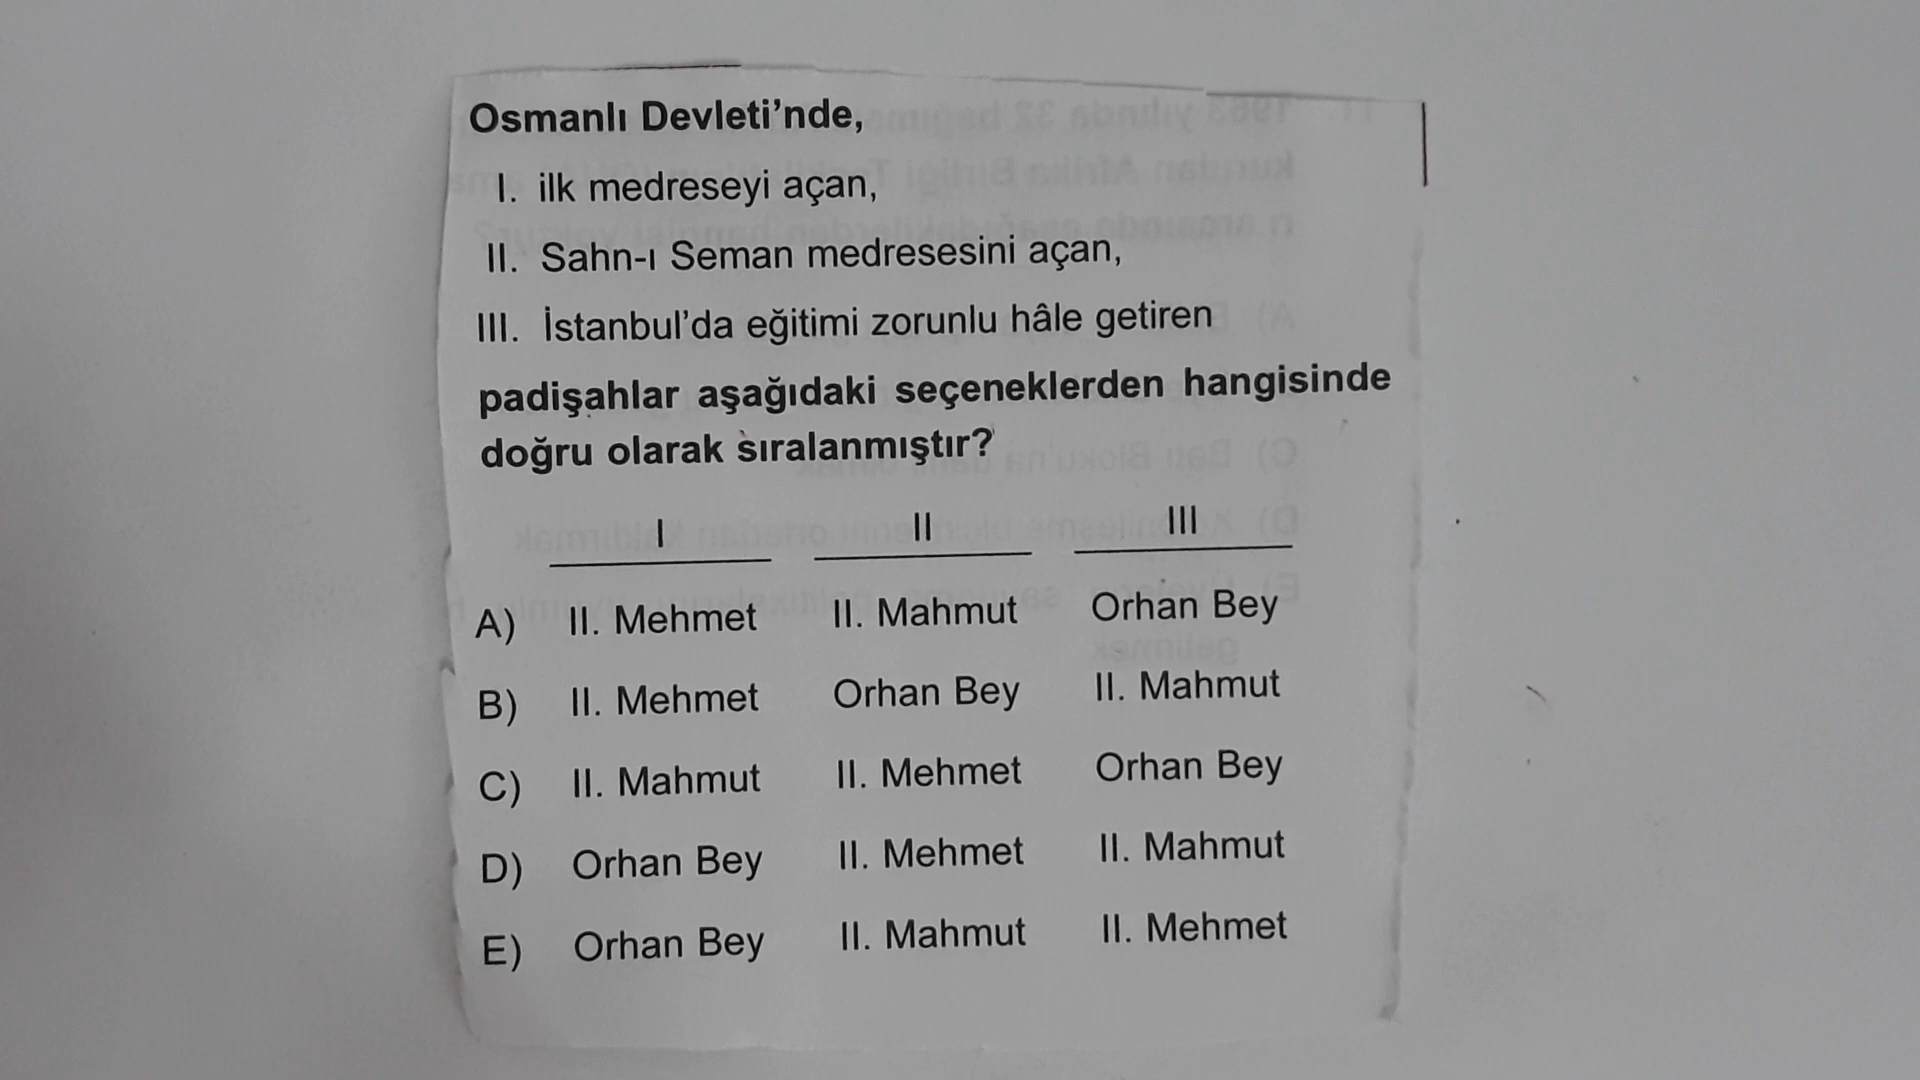 Osmanlı Devleti'nde,
I. ilk medreseyi açan,
II. Sahn-ı Seman medresesini açan,
III. İstanbul'da eğitimi zorunlu hâle getiren
padişahlar aşağıdaki seçeneklerden hangisinde
doğru olarak sıralanmıştır?
I II III
A) II. Mehmet II. Mahmut Orhan Bey
B) II. Mehmet Orhan Bey II. Mahmut
C) II. Mahmut II. Mehmet Orhan Bey
D) Orhan Bey II. Mehmet II. Mahmut
E) Orhan Bey II. Mahmut II. Mehmet